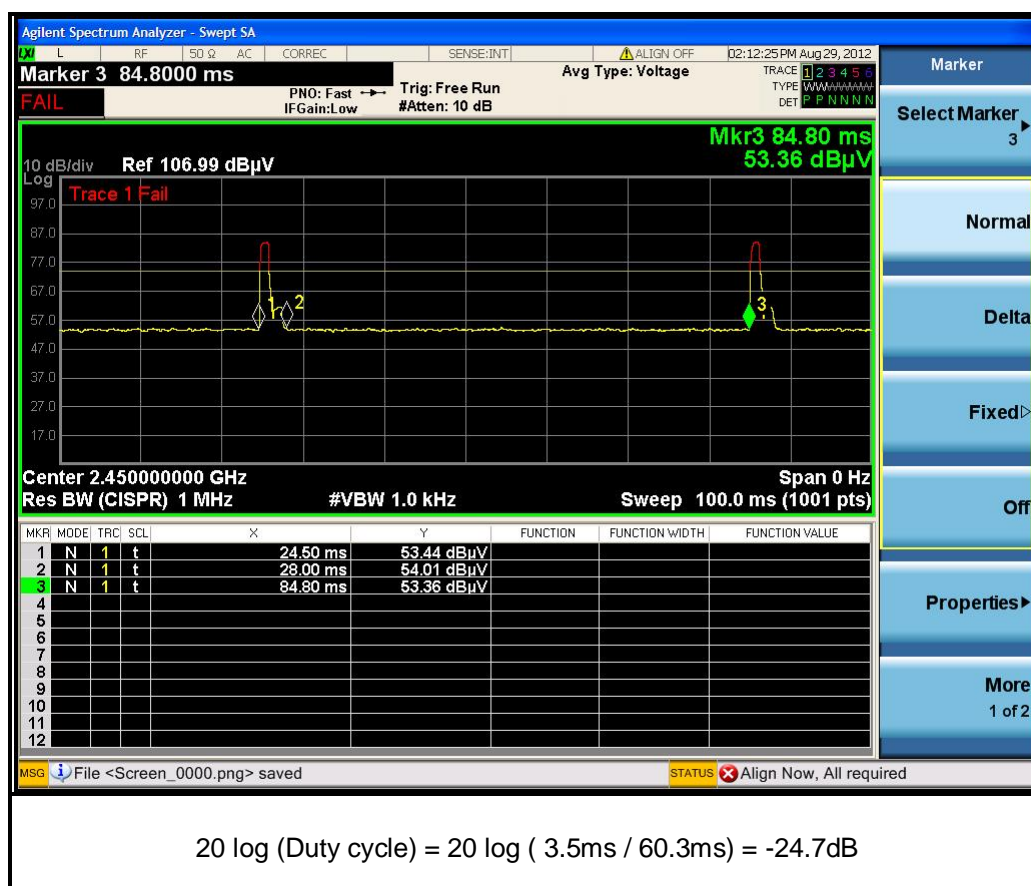 Agilent Spectrum Analyzer - Swept SA
LXI L RF 50 Ω AC CORREC SENSE:INT ALIGN OFF 02:12:25 PM Aug 29, 2012
Marker 3 84.8000 ms
FAIL
PNO: Fast
IFGain:Low
Trig: Free Run
#Atten: 10 dB
Avg Type: Voltage
TRACE 1 2 3 4 5 6
TYPE WWWWWW
DET P P N N N N
Mkr3 84.80 ms
53.36 dBµV
10 dB/div Ref 106.99 dBµV
Log
Trace 1 Fail
97.0
87.0
77.0
67.0
57.0
47.0
37.0
27.0
17.0
1 2 3
Center 2.450000000 GHz Span 0 Hz
Res BW (CISPR) 1 MHz #VBW 1.0 kHz Sweep 100.0 ms (1001 pts)
MKR MODE TRC SCL X Y FUNCTION FUNCTION WIDTH FUNCTION VALUE
1 N 1 t 24.50 ms 53.44 dBµV
2 N 1 t 28.00 ms 54.01 dBµV
3 N 1 t 84.80 ms 53.36 dBµV
4
5
6
7
8
9
10
11
12
MSG File <Screen_0000.png> saved STATUS Align Now, All required
Marker
Select Marker
3
Normal
Delta
Fixed
Off
Properties
More
1 of 2
20 log (Duty cycle) = 20 log ( 3.5ms / 60.3ms) = -24.7dB